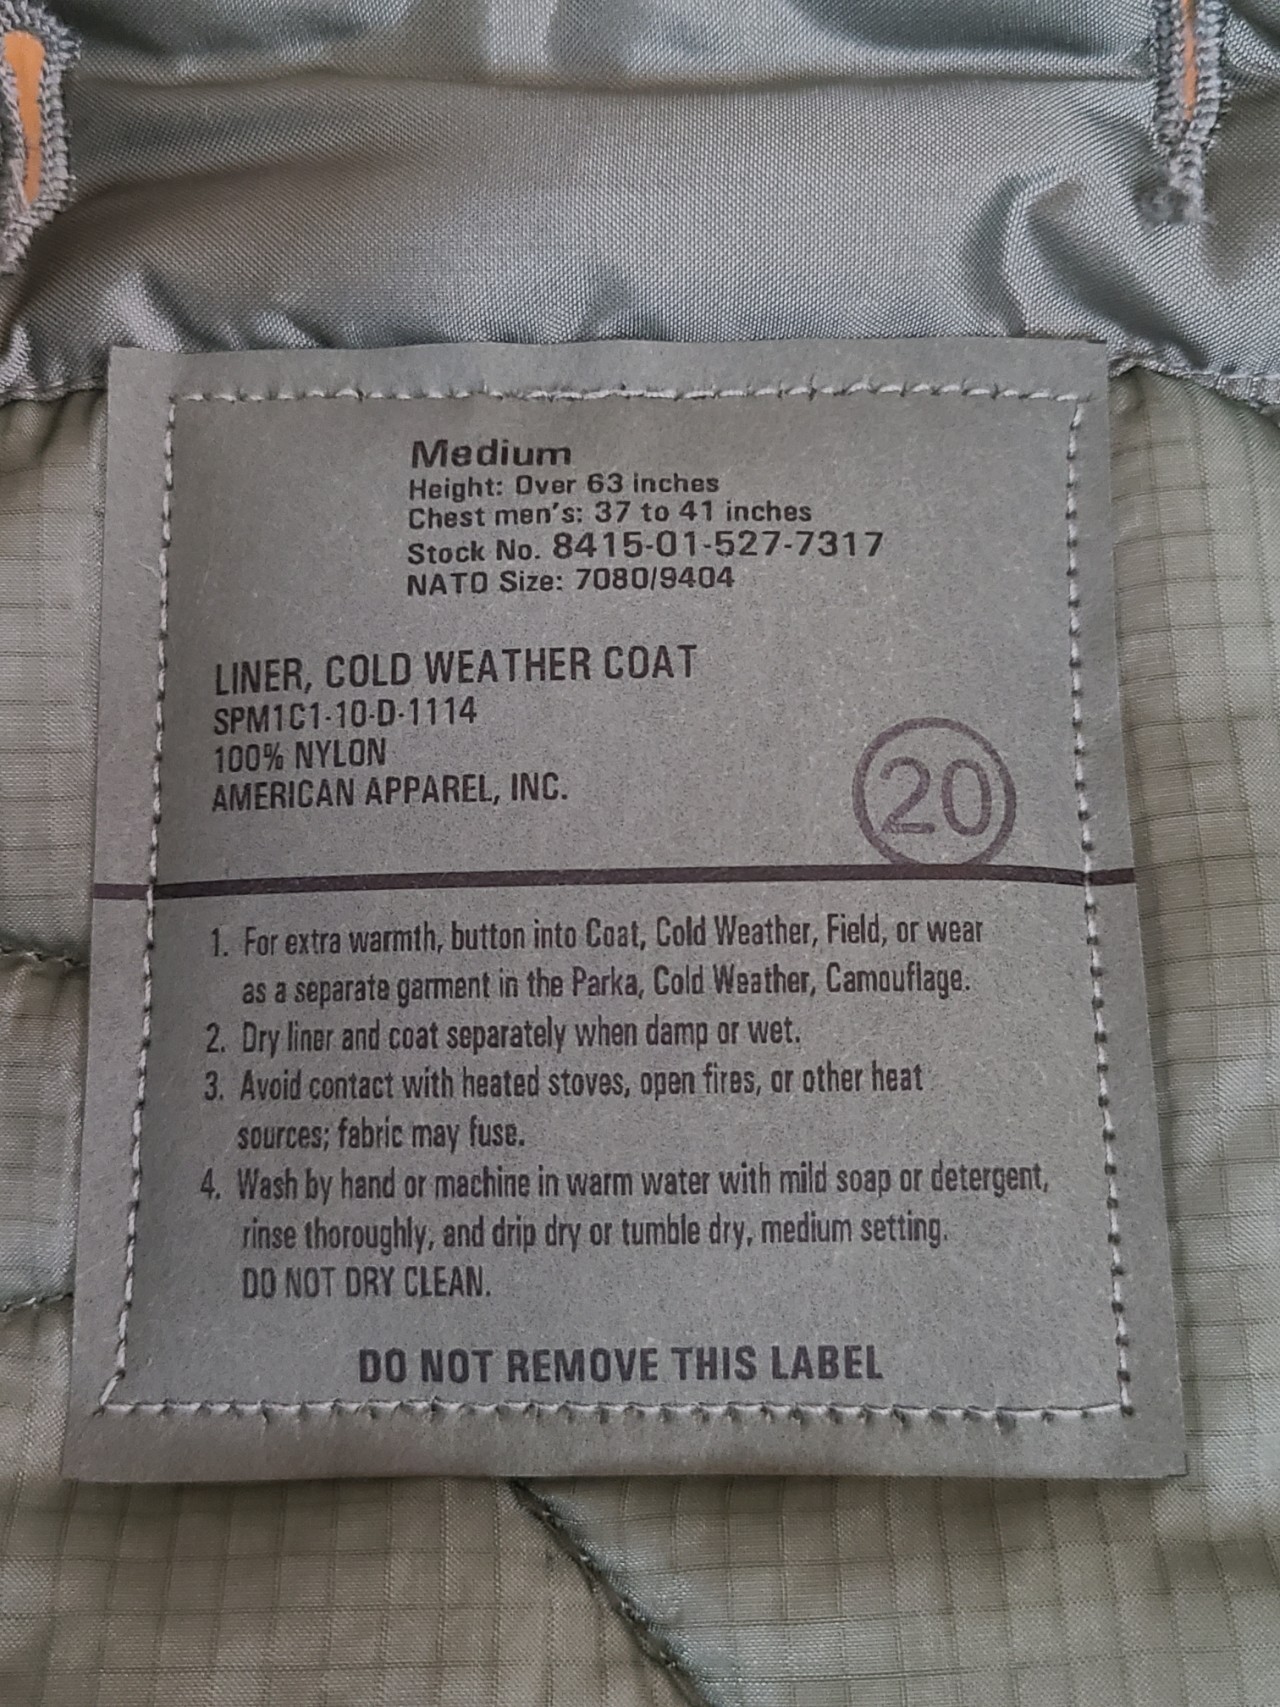 Medium
Height: Over 63 inches
Chest men's: 37 to 41 inches
Stock No. 8415-01-527-7317
NATO Size: 7080/9404
LINER, COLD WEATHER COAT
SPM1C1-10-D-1114
100% NYLON
AMERICAN APPAREL, INC.
20
1. For extra warmth, button into Coat, Cold Weather, Field, or wear
as a separate garment in the Parka, Cold Weather, Camouflage.
2. Dry liner and coat separately when damp or wet.
3. Avoid contact with heated stoves, open fires, or other heat
sources; fabric may fuse.
4. Wash by hand or machine in warm water with mild soap or detergent,
rinse thoroughly, and drip dry or tumble dry, medium setting.
DO NOT DRY CLEAN.
DO NOT REMOVE THIS LABEL